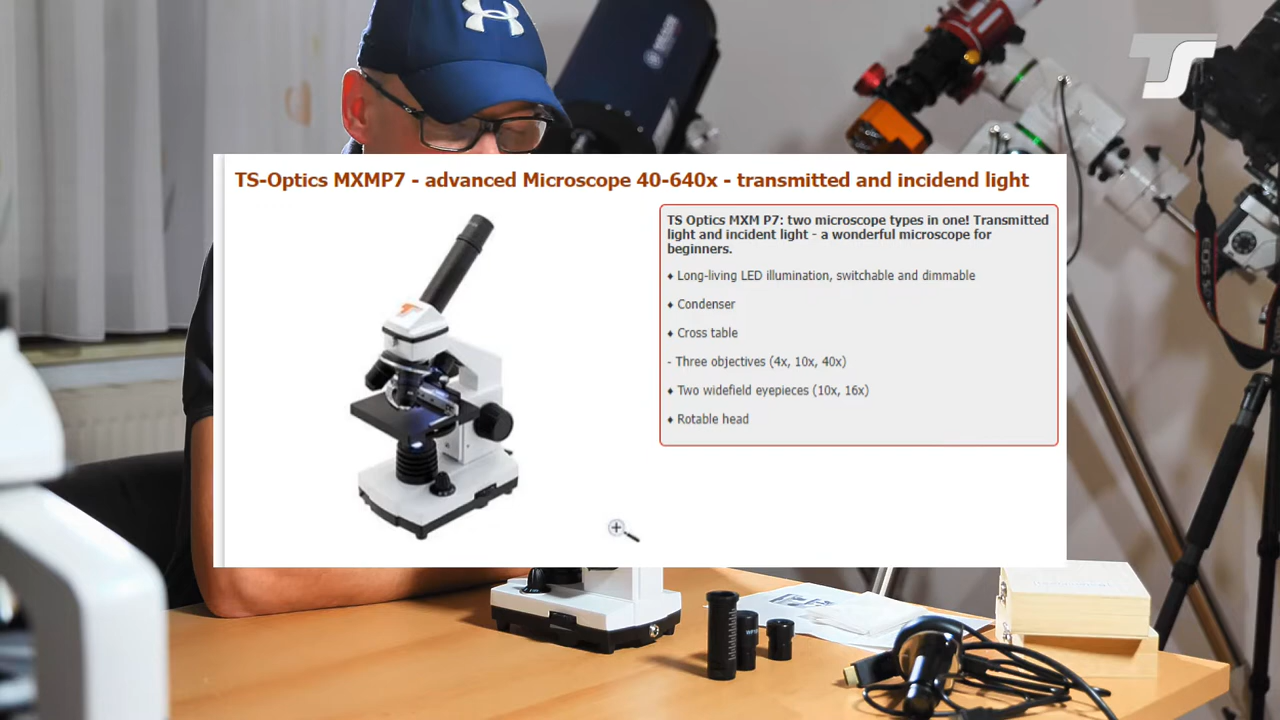 TS
TS-Optics MXMP7 - advanced Microscope 40-640x - transmitted and incidend light
TS Optics MXM P7: two microscope types in one! Transmitted
light and incident light - a wonderful microscope for
beginners.
♦ Long-living LED illumination, switchable and dimmable
♦ Condenser
♦ Cross table
- Three objectives (4x, 10x, 40x)
♦ Two widefield eyepieces (10x, 16x)
♦ Rotable head
EOS